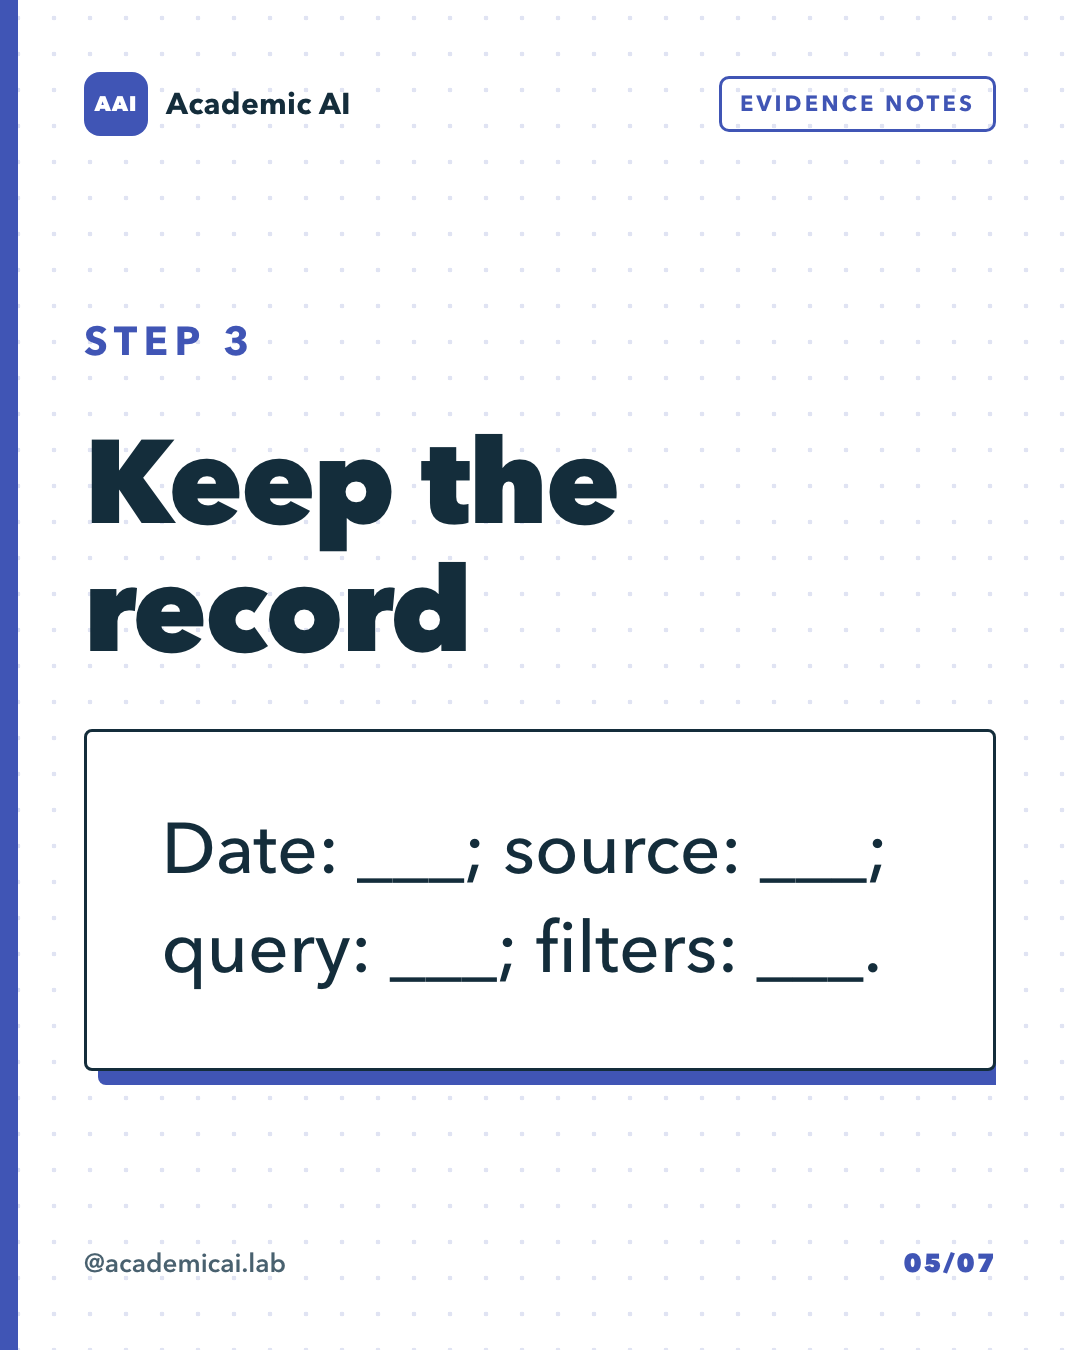 AAI Academic AI
EVIDENCE NOTES
STEP 3
Keep the
record
Date: ___; source: ___;
query: ___; filters: ___.
@academicai.lab
05/07